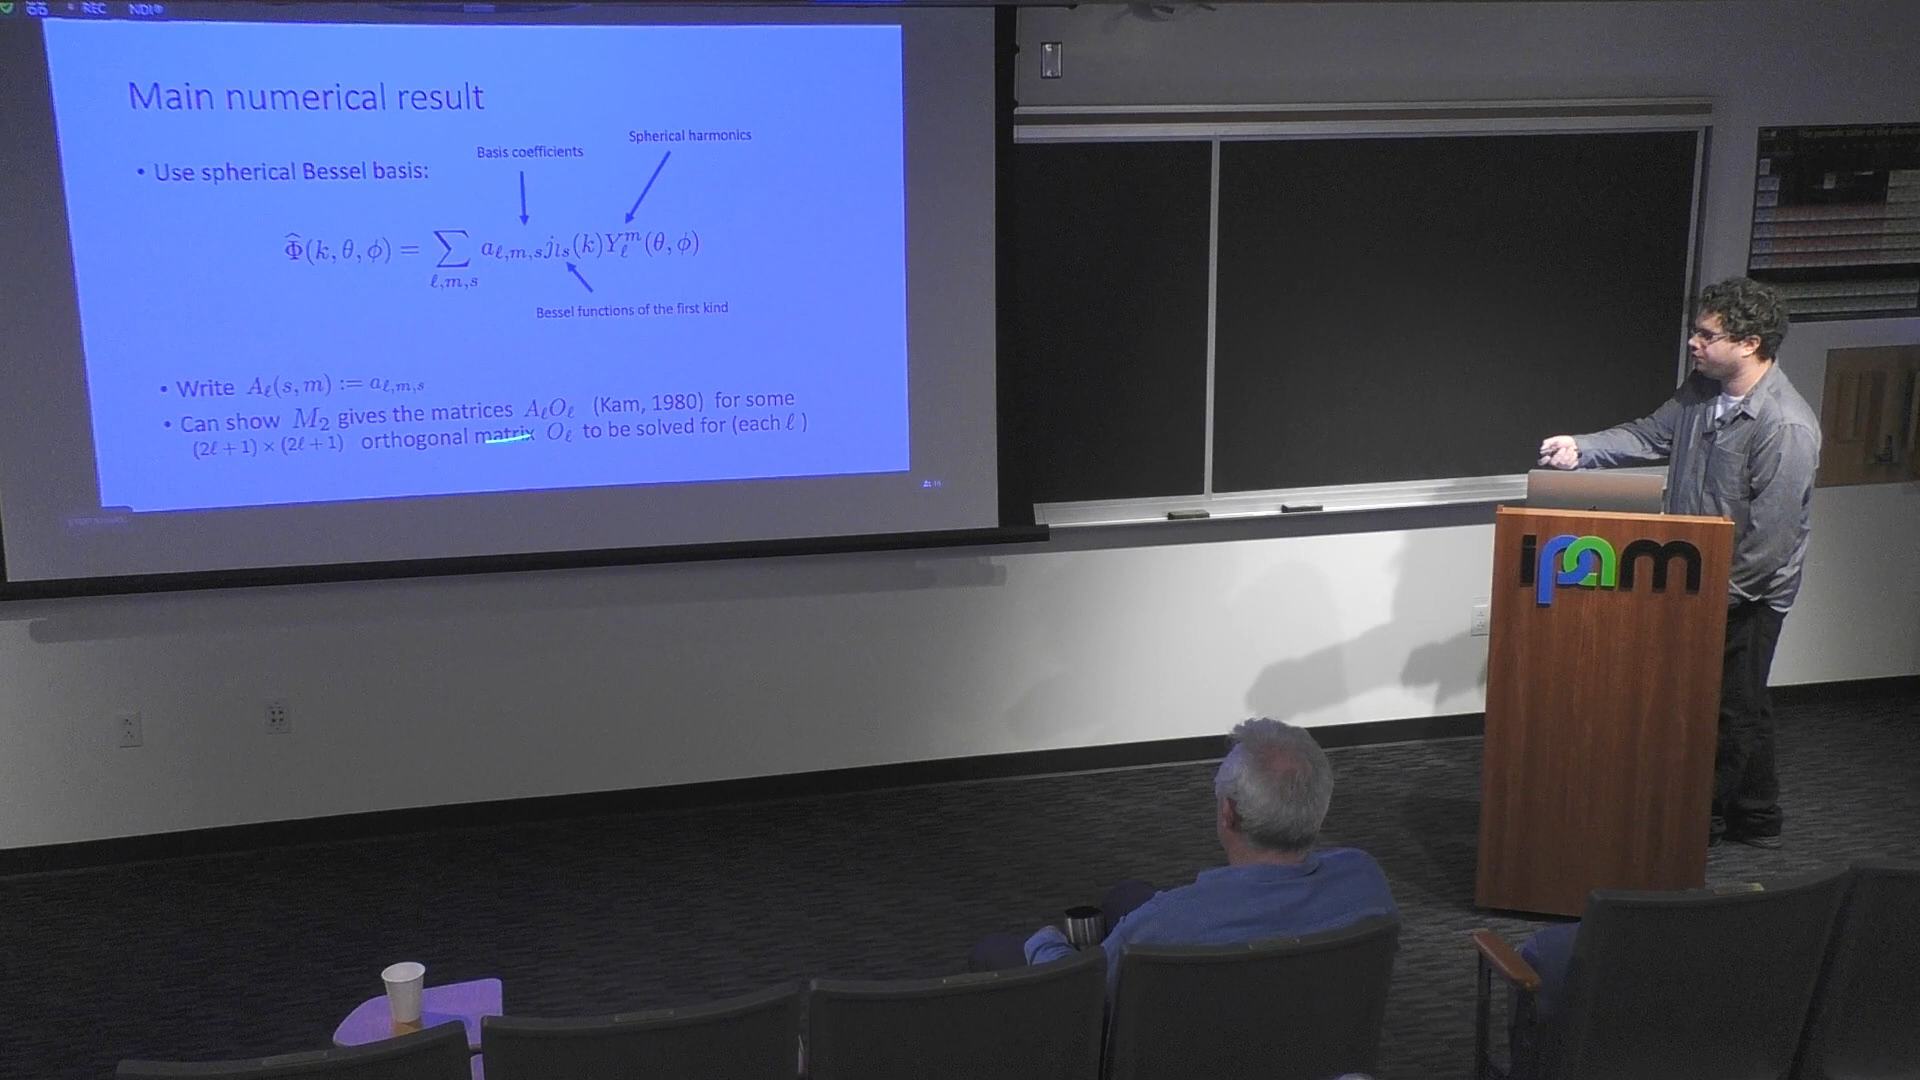 REC NDI®
Main numerical result
Spherical harmonics
Basis coefficients
• Use spherical Bessel basis:
Φ̂(k, θ, ϕ) = ∑_{ℓ,m,s} a_{ℓ,m,s} j_{ls}(k) Y_ℓ^m(θ, ϕ)
Bessel functions of the first kind
• Write A_ℓ(s, m) := a_{ℓ,m,s}
• Can show M₂ gives the matrices A_ℓO_ℓ (Kam, 1980) for some
(2ℓ + 1) × (2ℓ + 1) orthogonal matrix O_ℓ to be solved for (each ℓ )
ipam